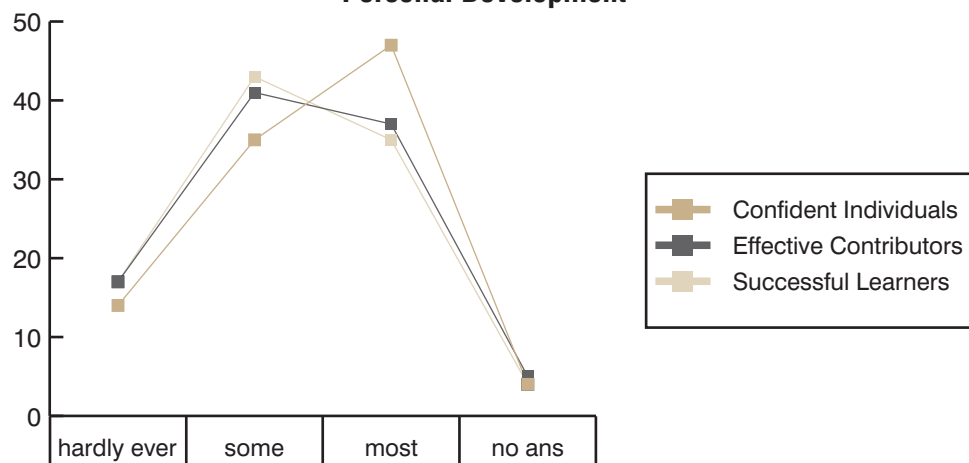 Personal Development
50
40
30
20
10
0
hardly ever some most no ans
Confident Individuals
Effective Contributors
Successful Learners